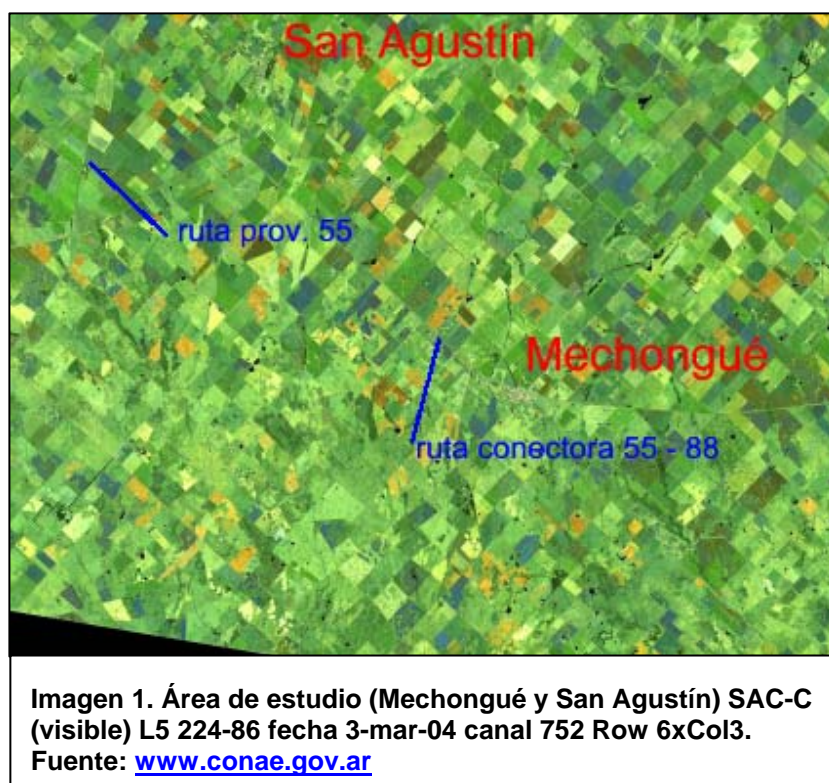 San Agustín
ruta prov. 55
Mechongué
ruta conectora 55 - 88
Imagen 1. Área de estudio (Mechongué y San Agustín) SAC-C
(visible) L5 224-86 fecha 3-mar-04 canal 752 Row 6xCol3.
Fuente: www.conae.gov.ar